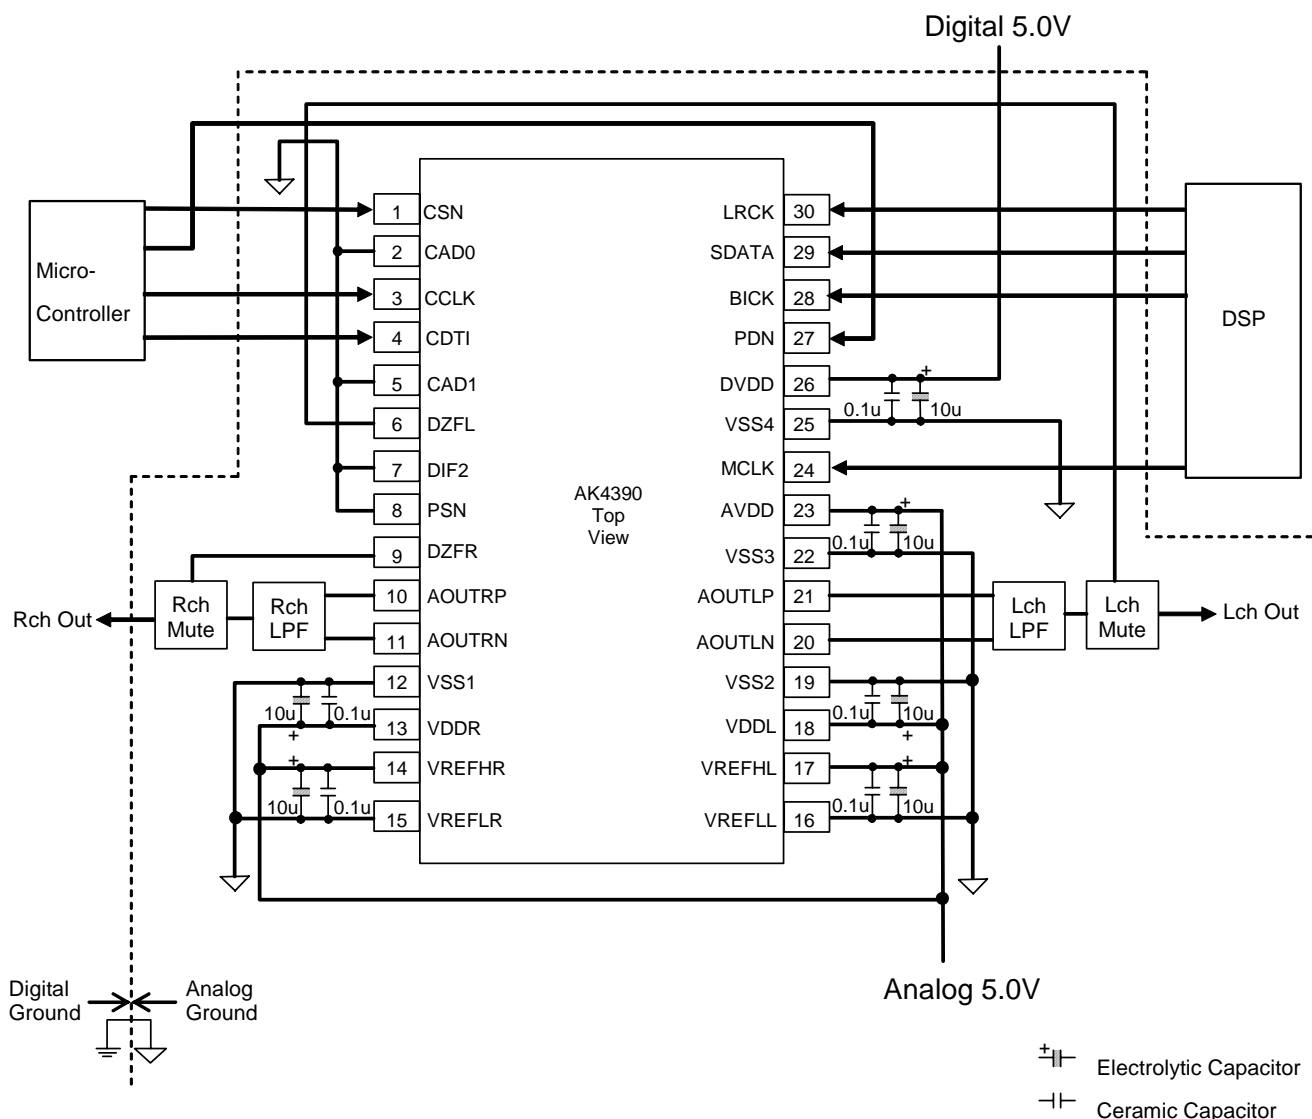 Digital 5.0V
Micro-
Controller
1 CSN
2 CAD0
3 CCLK
4 CDTI
5 CAD1
6 DZFL
7 DIF2
8 PSN
9 DZFR
10 AOUTRP
11 AOUTRN
12 VSS1
13 VDDR
14 VREFHR
15 VREFLR
AK4390
Top
View
LRCK 30
SDATA 29
BICK 28
PDN 27
DVDD 26
VSS4 25
MCLK 24
AVDD 23
VSS3 22
AOUTLP 21
AOUTLN 20
VSS2 19
VDDL 18
VREFHL 17
VREFLL 16
DSP
+
0.1u 10u
+
0.1u 10u
0.1u 10u
+
+
0.1u 10u
10u 0.1u
+
+
10u 0.1u
Rch Out
Rch
Mute
Rch
LPF
Lch
LPF
Lch
Mute
Lch Out
Analog 5.0V
Digital
Ground
Analog
Ground
+
Electrolytic Capacitor
Ceramic Capacitor